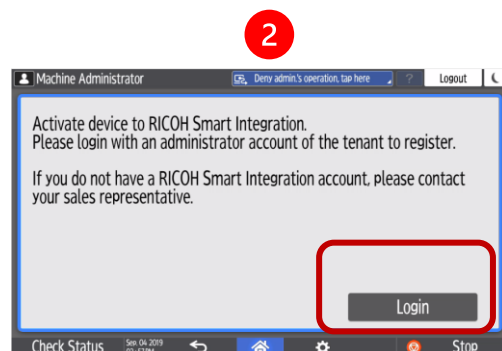 2
Machine Administrator Deny admin.'s operation, tap here ? Logout
Activate device to RICOH Smart Integration.
Please login with an administrator account of the tenant to register.
If you do not have a RICOH Smart Integration account, please contact
your sales representative.
Login
Check Status Sep. 04 2019 Stop